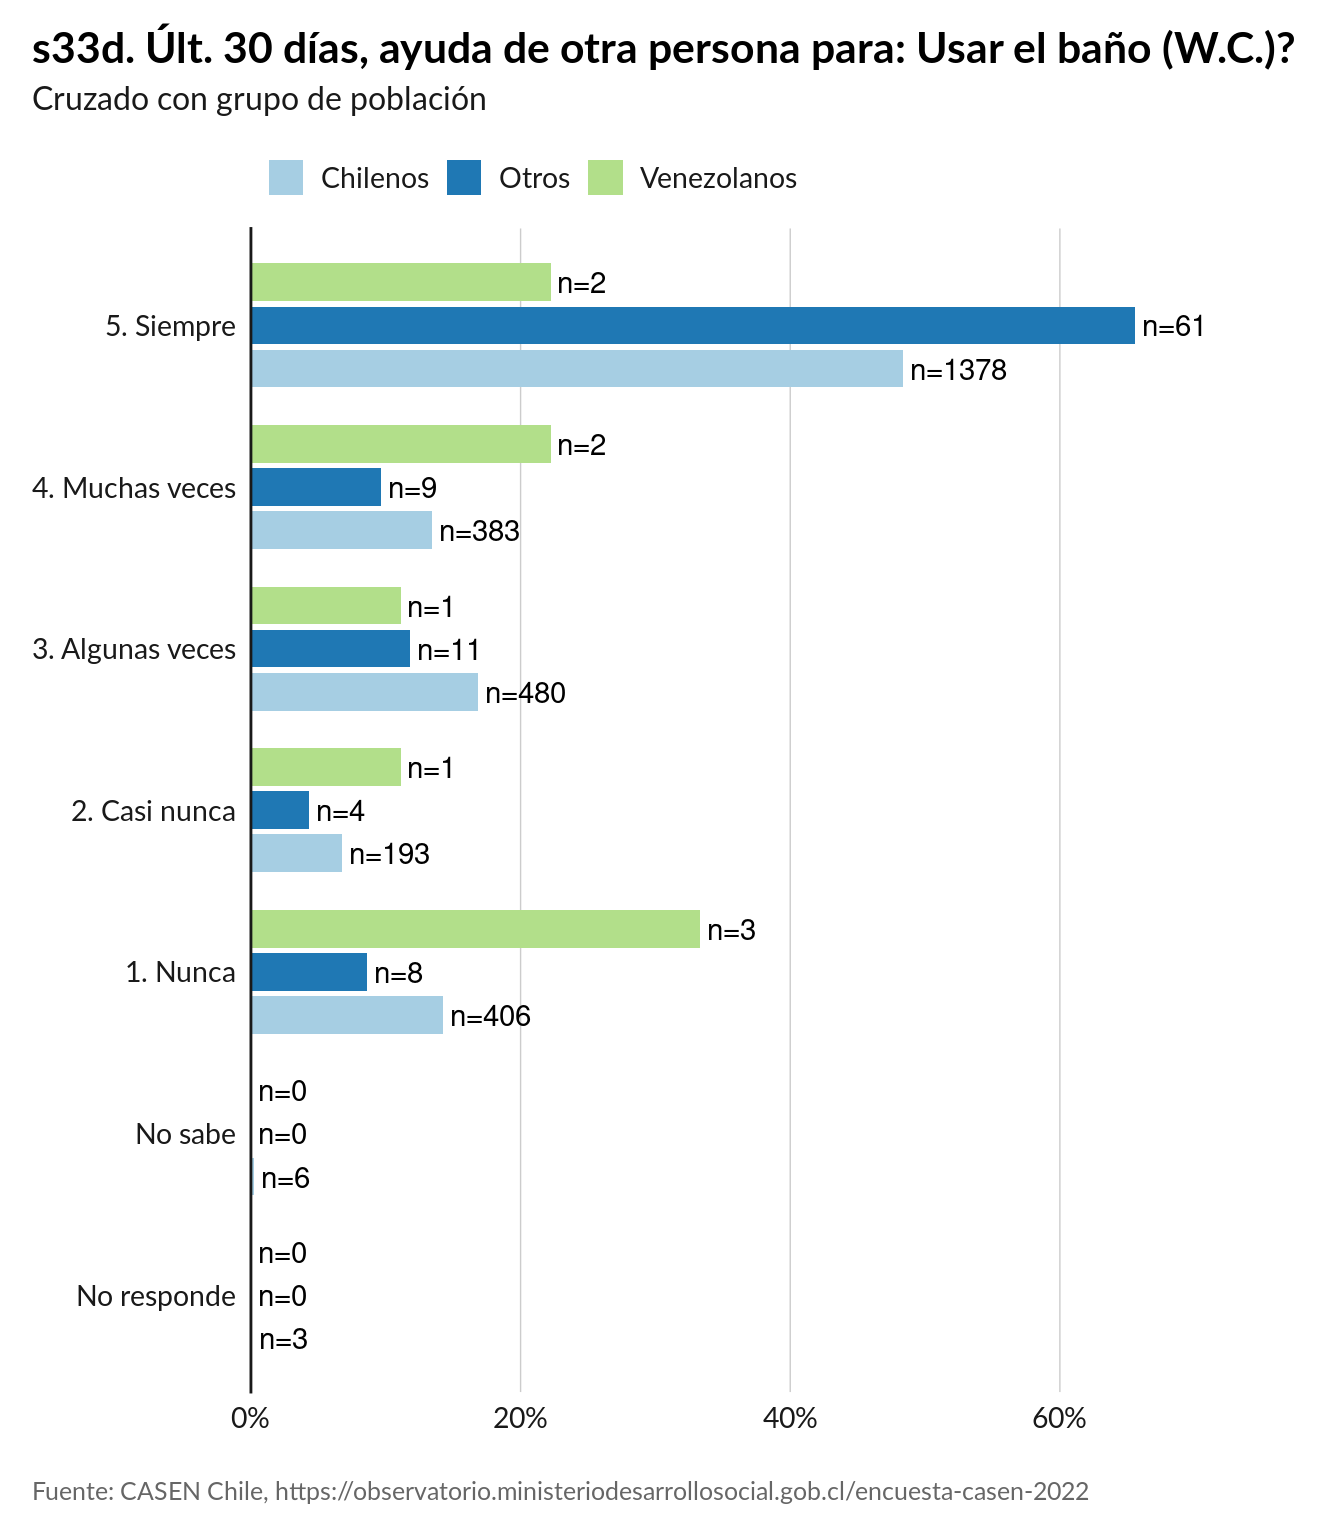 s33d. Últ. 30 días, ayuda de otra persona para: Usar el baño (W.C.)?
Cruzado con grupo de población
Chilenos Otros Venezolanos
n=2
5. Siempre n=61
n=1378
n=2
4. Muchas veces n=9
n=383
n=1
3. Algunas veces n=11
n=480
n=1
2. Casi nunca n=4
n=193
n=3
1. Nunca n=8
n=406
n=0
No sabe n=0
n=6
n=0
No responde n=0
n=3
0% 20% 40% 60%
Fuente: CASEN Chile, https://observatorio.ministeriodesarrollosocial.gob.cl/encuesta-casen-2022